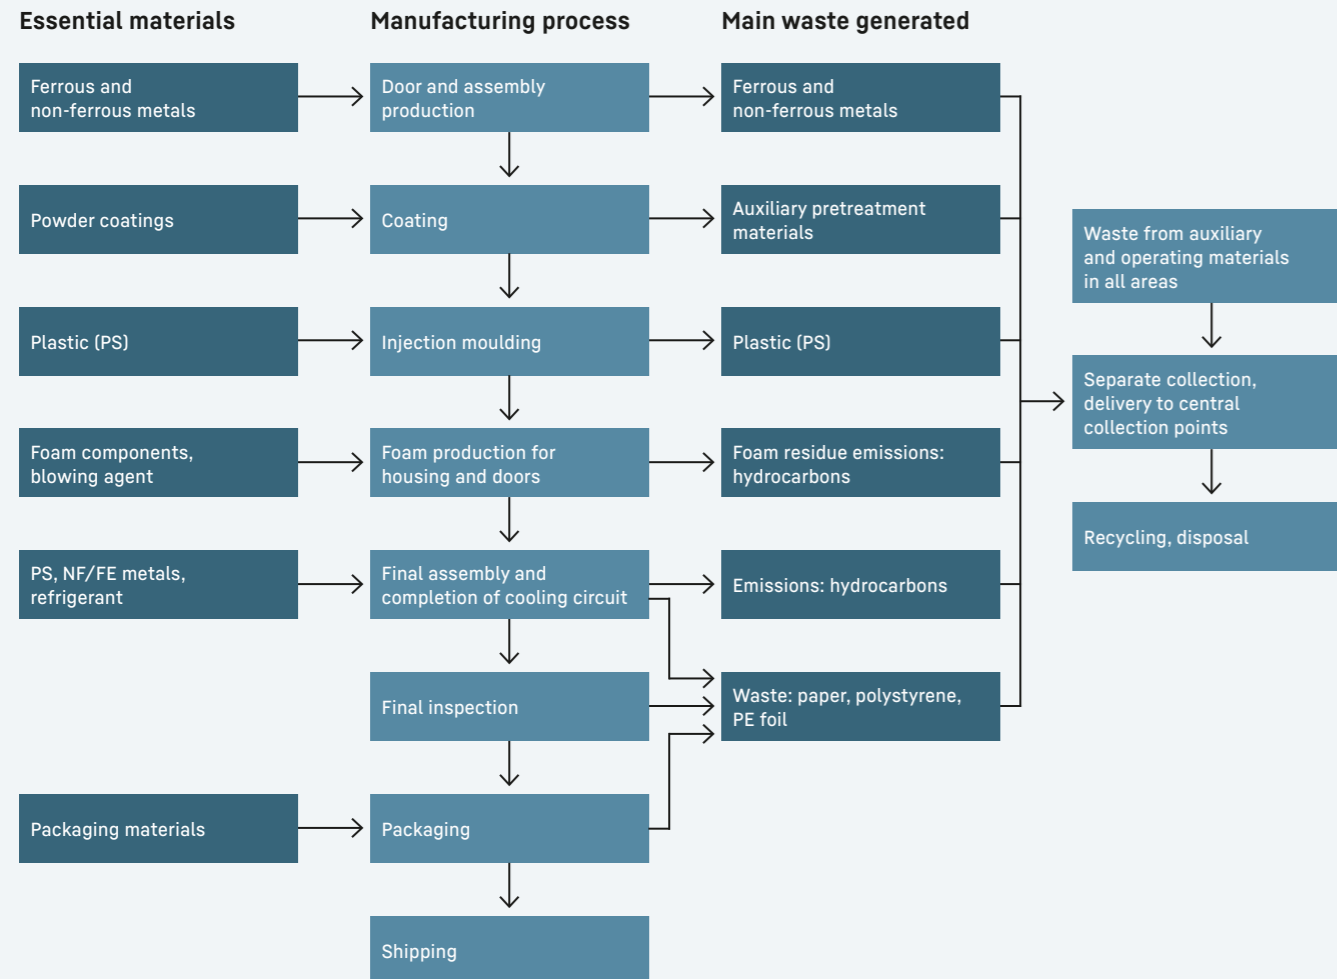 Essential materials
Manufacturing process
Main waste generated
Ferrous and
non-ferrous metals
Door and assembly
production
Ferrous and
non-ferrous metals
Powder coatings
Coating
Auxiliary pretreatment
materials
Waste from auxiliary
and operating materials
in all areas
Plastic (PS)
Injection moulding
Plastic (PS)
Separate collection,
delivery to central
collection points
Foam components,
blowing agent
Foam production for
housing and doors
Foam residue emissions:
hydrocarbons
Recycling, disposal
PS, NF/FE metals,
refrigerant
Final assembly and
completion of cooling circuit
Emissions: hydrocarbons
Final inspection
Waste: paper, polystyrene,
PE foil
Packaging materials
Packaging
Shipping